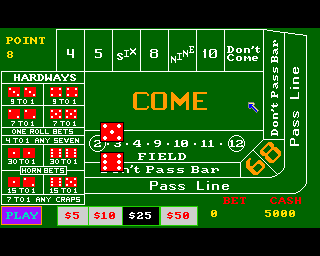 POINT
8
4 5 SIX 8 NINE 10 Don't Come
HARDWAYS
9 TO 1 9 TO 1
7 TO 1 7 TO 1
ONE ROLL BETS
4 TO 1 ANY SEVEN
30 TO 1 30 TO 1
HORN BETS
15 TO 1 15 TO 1
7 TO 1 ANY CRAPS
COME
2 3 4 9 10 11 12
FIELD
Don't Pass Bar
Pass Line
Don't Pass Bar
Pass Line
68
BET CASH
PLAY $5 $10 $25 $50 0 5000